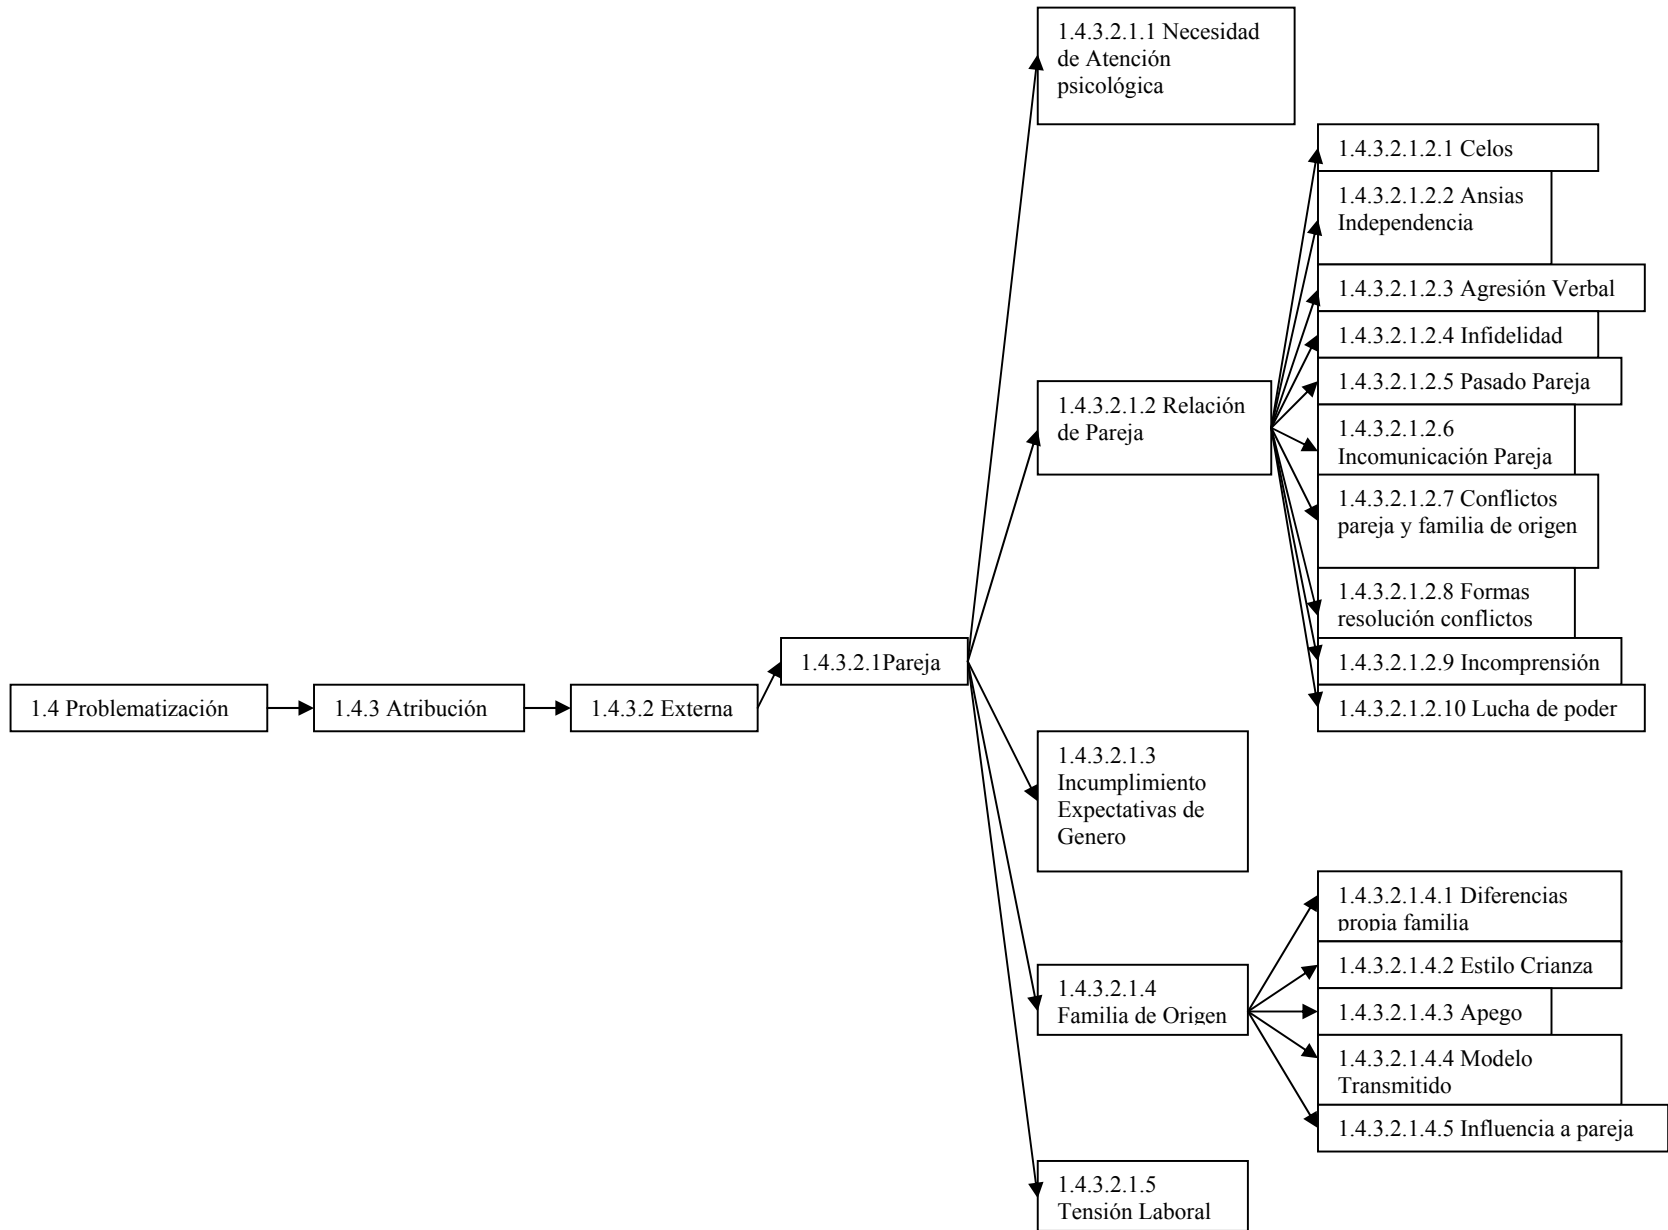 1.4 Problematización
1.4.3 Atribución
1.4.3.2 Externa
1.4.3.2.1Pareja
1.4.3.2.1.1 Necesidad
de Atención
psicológica
1.4.3.2.1.2 Relación
de Pareja
1.4.3.2.1.2.1 Celos
1.4.3.2.1.2.2 Ansias
Independencia
1.4.3.2.1.2.3 Agresión Verbal
1.4.3.2.1.2.4 Infidelidad
1.4.3.2.1.2.5 Pasado Pareja
1.4.3.2.1.2.6
Incomunicación Pareja
1.4.3.2.1.2.7 Conflictos
pareja y familia de origen
1.4.3.2.1.2.8 Formas
resolución conflictos
1.4.3.2.1.2.9 Incomprensión
1.4.3.2.1.2.10 Lucha de poder
1.4.3.2.1.3
Incumplimiento
Expectativas de
Genero
1.4.3.2.1.4
Familia de Origen
1.4.3.2.1.4.1 Diferencias
propia familia
1.4.3.2.1.4.2 Estilo Crianza
1.4.3.2.1.4.3 Apego
1.4.3.2.1.4.4 Modelo
Transmitido
1.4.3.2.1.4.5 Influencia a pareja
1.4.3.2.1.5
Tensión Laboral